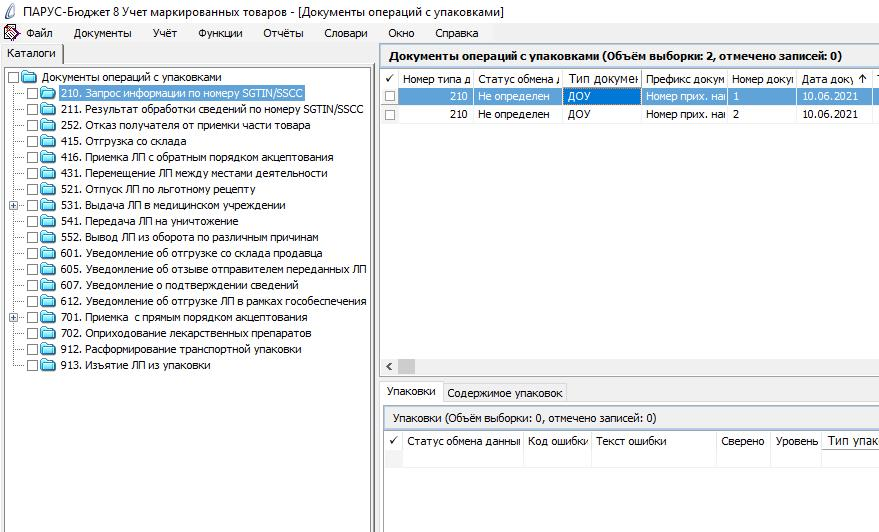 ПАРУС-Бюджет 8 Учет маркированных товаров - [Документы операций с упаковками]
Файл Документы Учёт Функции Отчёты Словари Окно Справка
Каталоги
Документы операций с упаковками
210. Запрос информации по номеру SGTIN/SSCC
211. Результат обработки сведений по номеру SGTIN/SSCC
252. Отказ получателя от приемки части товара
415. Отгрузка со склада
416. Приемка ЛП с обратным порядком акцептования
431. Перемещение ЛП между местами деятельности
521. Отпуск ЛП по льготному рецепту
531. Выдача ЛП в медицинском учреждении
541. Передача ЛП на уничтожение
552. Вывод ЛП из оборота по различным причинам
601. Уведомление об отгрузке со склада продавца
605. Уведомление об отзыве отправителем переданных ЛП
607. Уведомление о подтверждении сведений
612. Уведомление об отгрузке ЛП в рамках гособеспечения
701. Приемка с прямым порядком акцептования
702. Оприходование лекарственных препаратов
912. Расформирование транспортной упаковки
913. Изъятие ЛП из упаковки
Документы операций с упаковками (Объём выборки: 2, отмечено записей: 0)
Номер типа д Статус обмена д Тип докумен Префикс докум Номер докум Дата доку
210 Не определен ДОУ Номер прих. на 1 10.06.2021
210 Не определен ДОУ Номер прих. на 2 10.06.2021
Упаковки Содержимое упаковок
Упаковки (Объём выборки: 0, отмечено записей: 0)
Статус обмена данны Код ошибки Текст ошибки Сверено Уровень Тип упак